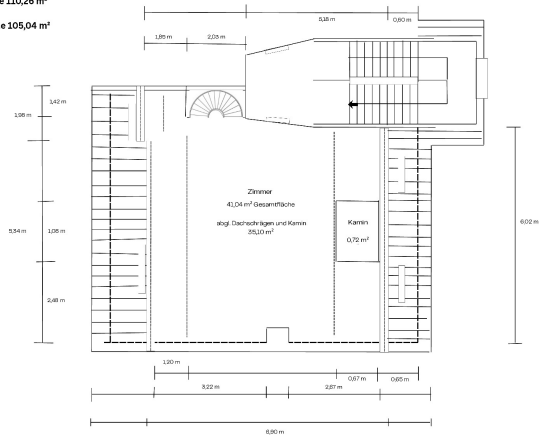 e 110,26 m²
5,18 m
0,60 m
e 105,04 m²
1,85 m
2,03 m
1,42 m
1,98 m
Zimmer
41,04 m² Gesamtfläche
abgl. Dachschrägen und Kamin
35,10 m²
Kamin
0,72 m²
6,02 m
5,34 m
1,06 m
2,48 m
1,20 m
0,67 m
0,65 m
3,22 m
2,87 m
6,90 m